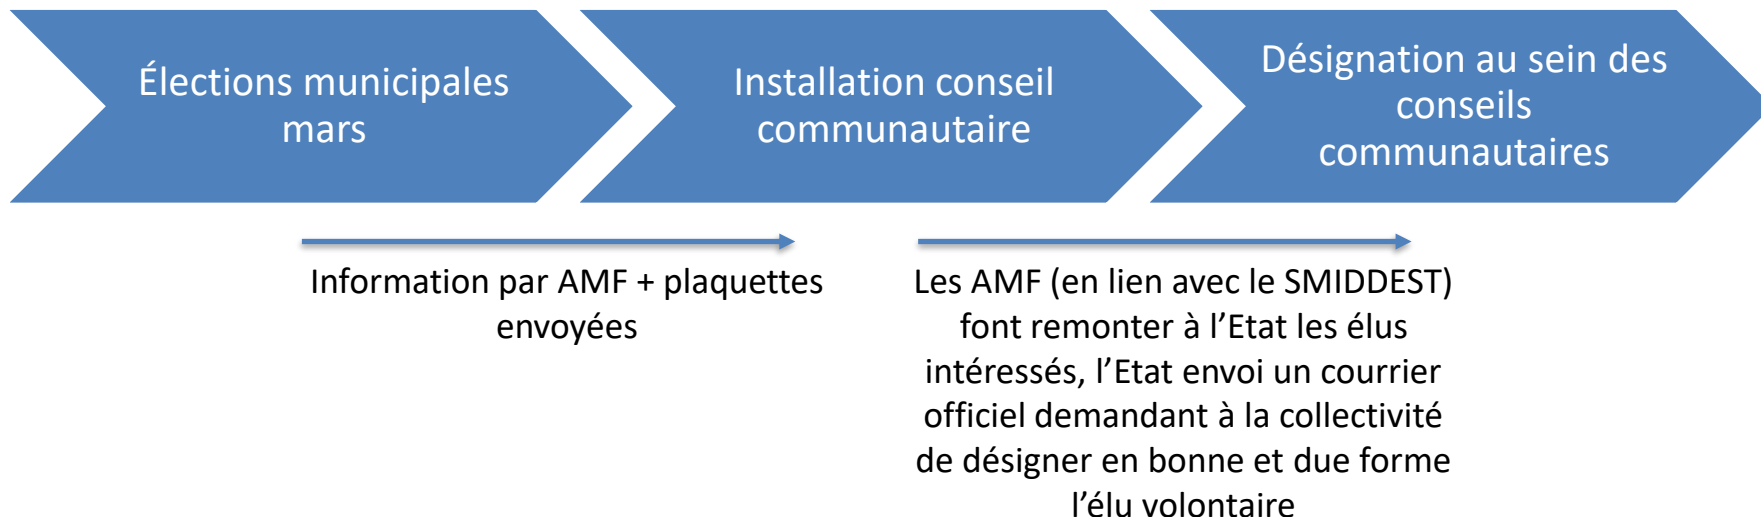 Élections municipales
mars
Installation conseil
communautaire
Désignation au sein des
conseils
communautaires
Information par AMF + plaquettes
envoyées
Les AMF (en lien avec le SMIDDEST)
font remonter à l’Etat les élus
intéressés, l’Etat envoi un courrier
officiel demandant à la collectivité
de désigner en bonne et due forme
l’élu volontaire